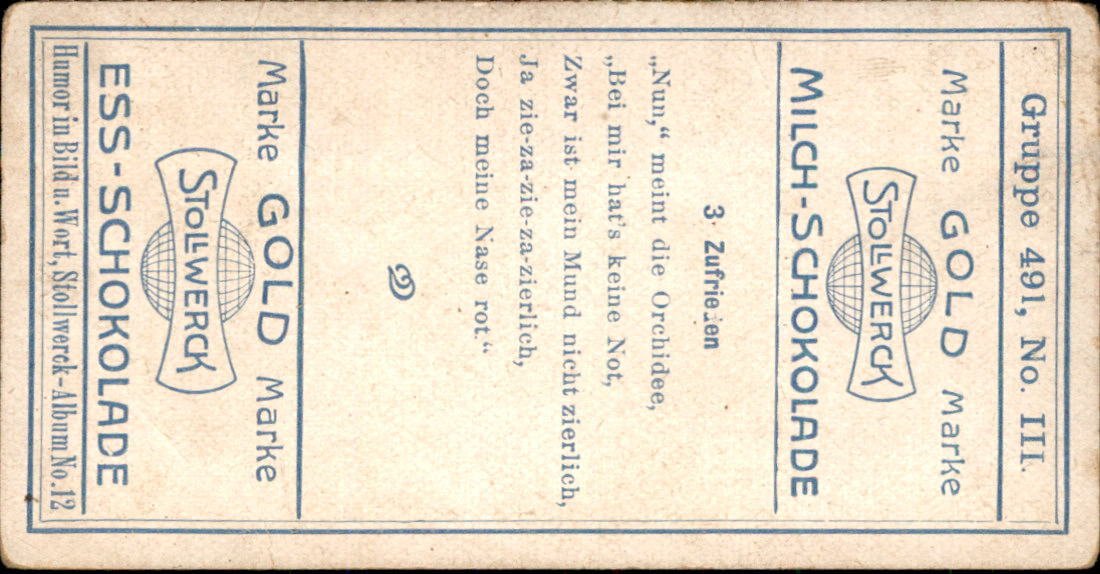 Gruppe 491, No. III.
Marke GOLD Marke
STOLLWERCK
MILCH-SCHOKOLADE
3. Zufrieden
„Nun,“ meint die Orchidee,
„Bei mir hat's keine Not,
Zwar ist mein Mund nicht zierlich,
Ja zie-za-zie-za-zierlich,
Doch meine Nase rot.“
Marke GOLD Marke
STOLLWERCK
ESS-SCHOKOLADE
Humor in Bild u. Wort, Stollwerck-Album No. 12